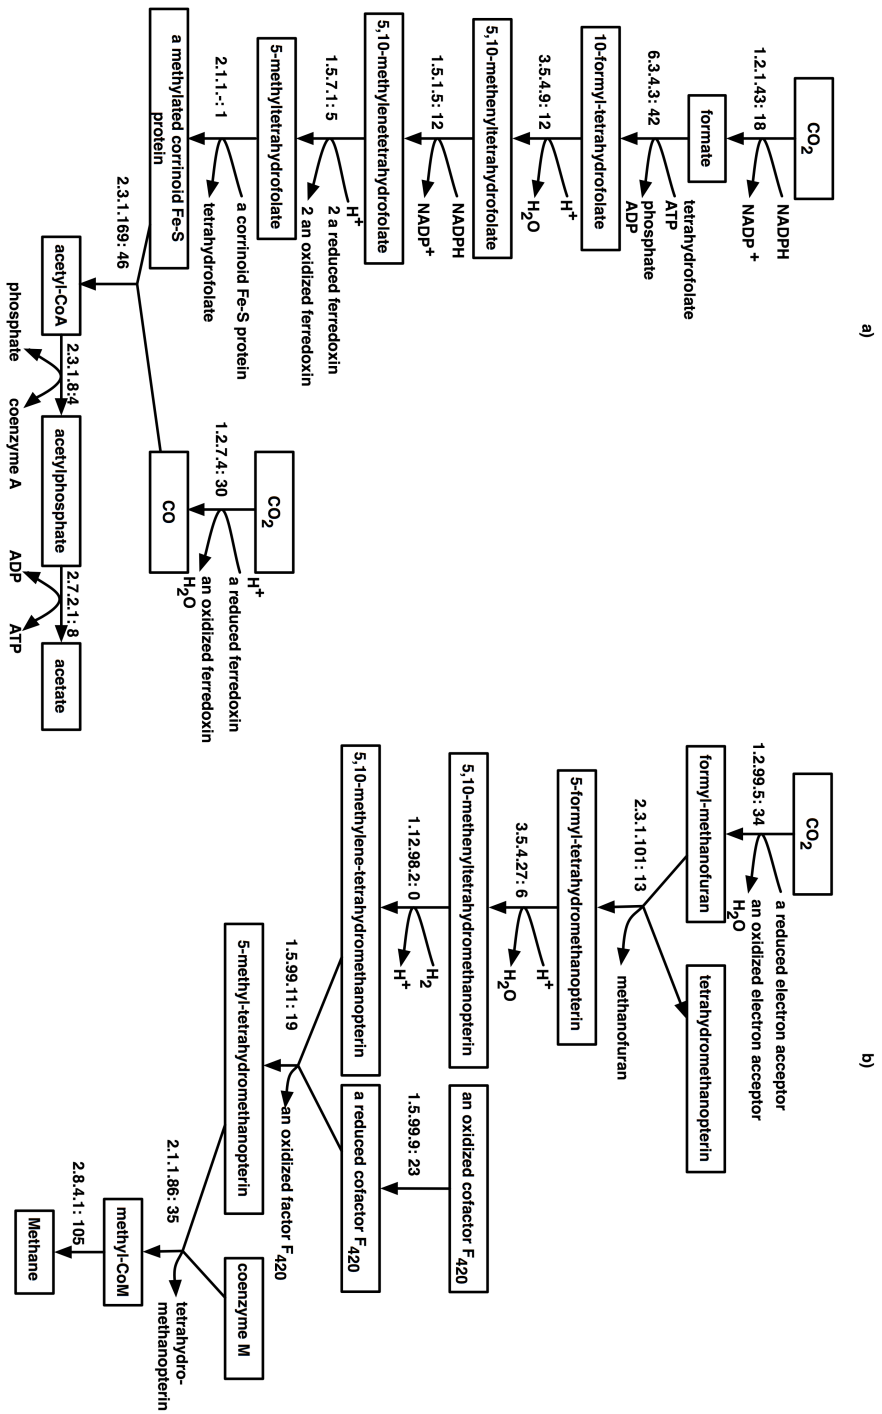 a)
CO2
1.2.1.43: 18
NADPH
NADP +
formate
6.3.4.3: 42
tetrahydrofolate
ATP
phosphate
ADP
10-formyl-tetrahydrofolate
3.5.4.9: 12
H+
H2O
5,10-methenyltetrahydrofolate
1.5.1.5: 12
NADPH
NADP+
5,10-methylenetetrahydrofolate
1.5.7.1: 5
H+
2 a reduced ferredoxin
2 an oxidized ferredoxin
5-methyltetrahydrofolate
2.1.1.-: 1
a corrinoid Fe-S protein
tetrahydrofolate
a methylated corrinoid Fe-S
protein
CO2
1.2.7.4: 30
H+
a reduced ferredoxin
an oxidized ferredoxin
H2O
CO
2.3.1.169: 46
acetyl-CoA
2.3.1.8:4
phosphate
coenzyme A
acetylphosphate
2.7.2.1: 8
ADP
ATP
acetate
b)
CO2
1.2.99.5: 34
a reduced electron acceptor
an oxidized electron acceptor
H2O
formyl-methanofuran
tetrahydromethanopterin
2.3.1.101: 13
methanofuran
5-formyl-tetrahydromethanopterin
3.5.4.27: 6
H+
H2O
5,10-methenyltetrahydromethanopterin
an oxidized cofactor F420
1.12.98.2: 0
H2
H+
1.5.99.9: 23
5,10-methylene-tetrahydromethanopterin
a reduced cofactor F420
1.5.99.11: 19
an oxidized factor F420
5-methyl-tetrahydromethanopterin
coenzyme M
2.1.1.86: 35
tetrahydro-
methanopterin
methyl-CoM
2.8.4.1: 105
Methane